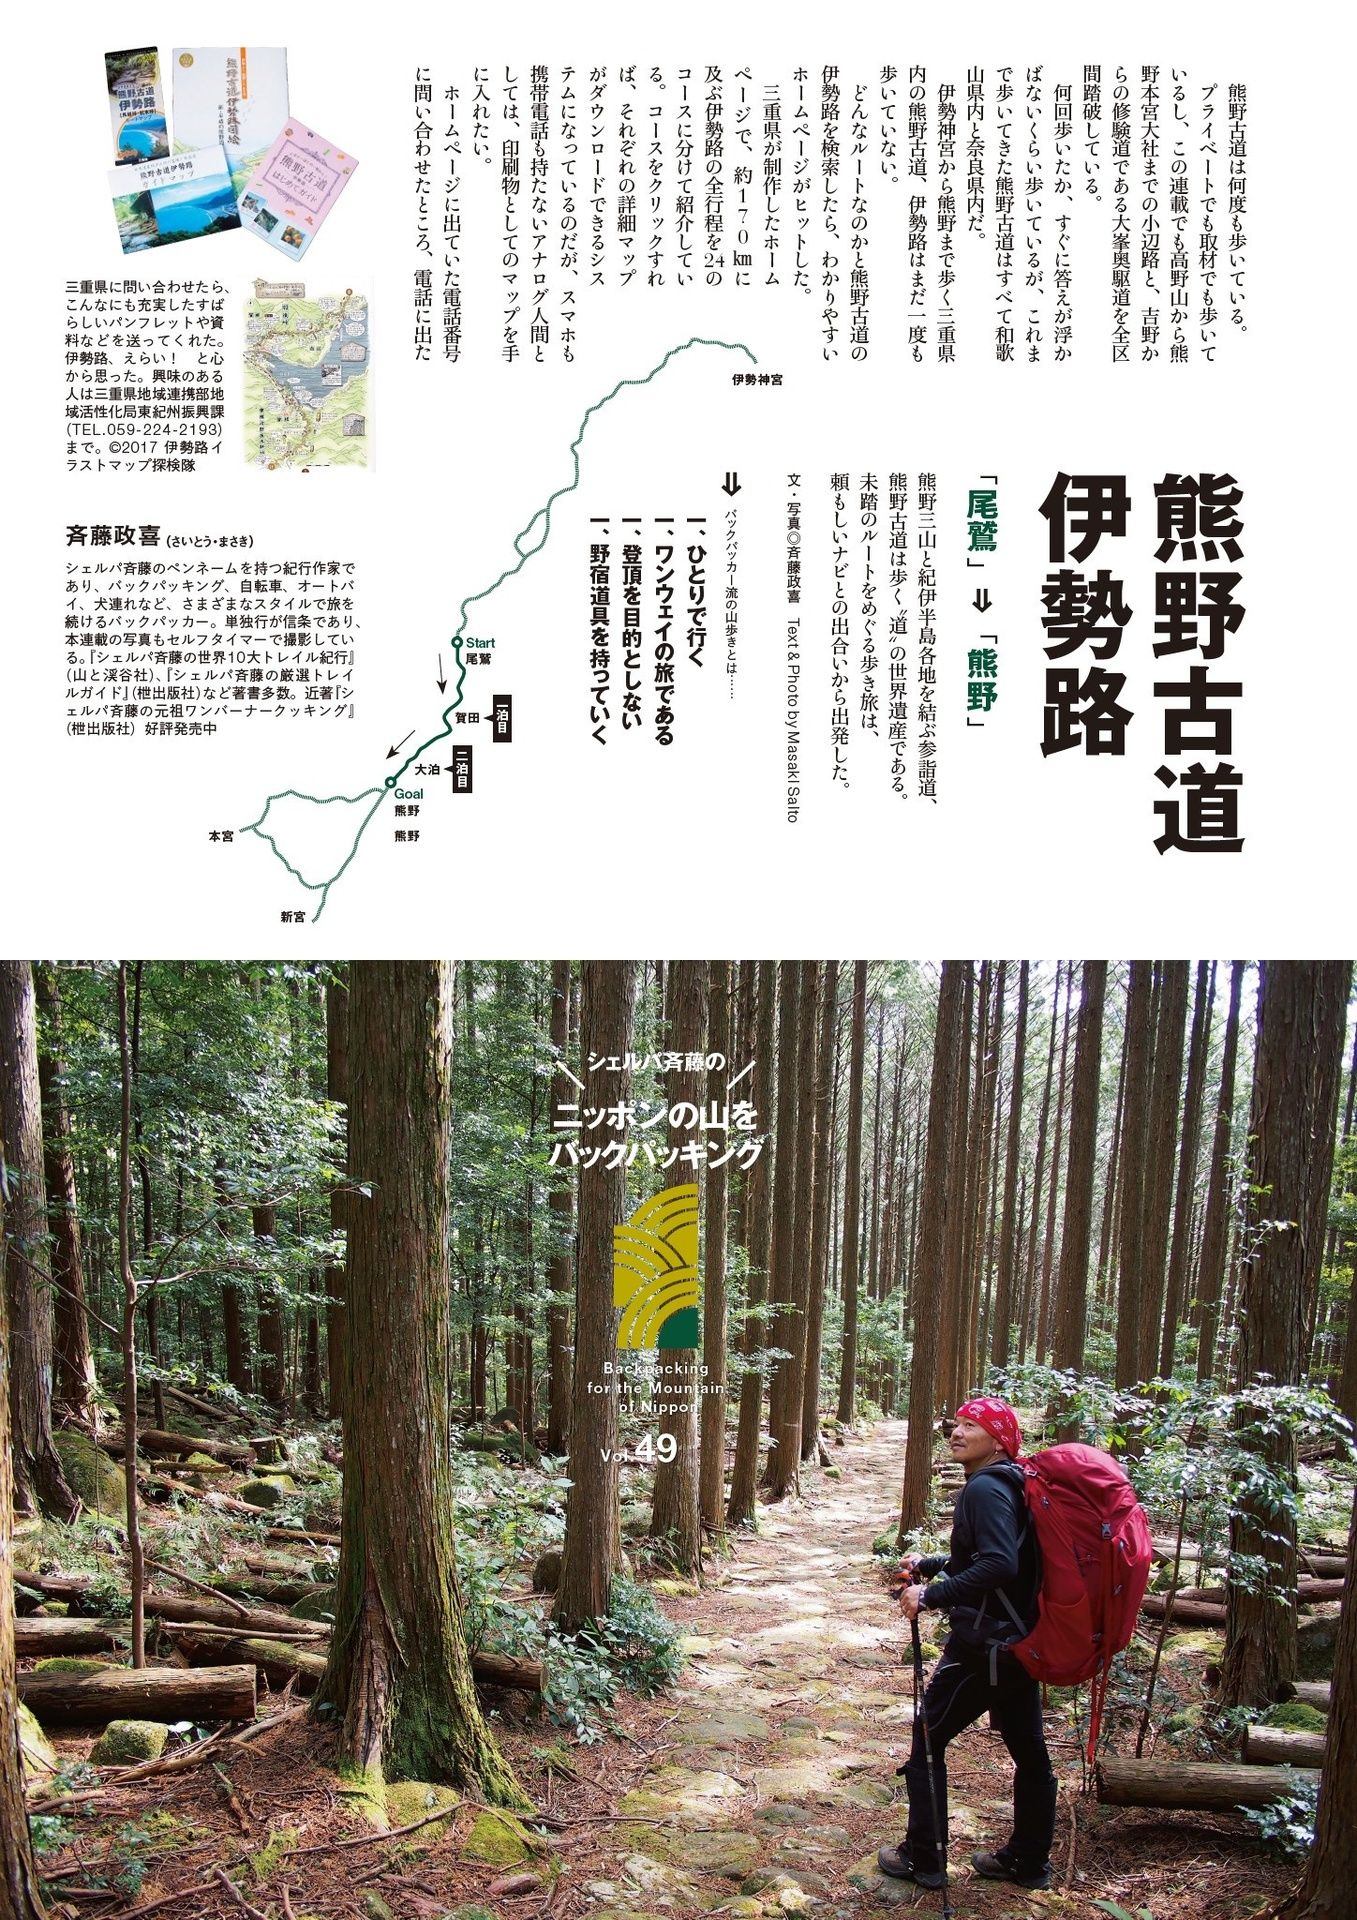 熊野古道
伊勢路
「尾鷲」⇒「熊野」
熊野三山と紀伊半島各地を結ぶ参詣道、
熊野古道は歩く〝道〟の世界遺産である。
未踏のルートをめぐる歩き旅は、
頼もしいナビとの出合いから出発した。
文・写真◎斉藤政喜 Text & Photo by Masaki Saito
⇒バックパッカー流の山歩きとは……
一、ひとりで行く
一、ワンウェイの旅である
一、登頂を目的としない
一、野宿道具を持っていく
熊野古道は何度も歩いている。
プライベートでも取材でも歩いて
いるし、この連載でも高野山から熊
野本宮大社までの小辺路と、吉野か
らの修験道である大峯奥駆道を全区
間踏破している。
何回歩いたか、すぐに答えが浮か
ばないくらい歩いているが、これま
で歩いてきた熊野古道はすべて和歌
山県内と奈良県内だ。
伊勢神宮から熊野まで歩く三重県
内の熊野古道、伊勢路はまだ一度も
歩いていない。
どんなルートなのかと熊野古道の
伊勢路を検索したら、わかりやすい
ホームページがヒットした。
三重県が制作したホーム
ページで、約170㎞に
及ぶ伊勢路の全行程を24の
コースに分けて紹介してい
る。コースをクリックすれ
ば、それぞれの詳細マップ
がダウンロードできるシス
テムになっているのだが、スマホも
携帯電話も持たないアナログ人間と
しては、印刷物としてのマップを手
に入れたい。
ホームページに出ていた電話番号
に問い合わせたところ、電話に出た
伊勢神宮
Start
尾鷲
賀田
一泊目
大泊
二泊目
Goal
熊野
熊野
本宮
新宮
熊野古道
伊勢路
熊野古道伊勢路図絵
熊野古道伊勢路
ガイドマップ
熊野古道
はじめてガイド
三重県に問い合わせたら、
こんなにも充実したすば
らしいパンフレットや資
料などを送ってくれた。
伊勢路、えらい！ と心
から思った。興味のある
人は三重県地域連携部地
域活性化局東紀州振興課
(TEL.059-224-2193)
まで。©2017 伊勢路イ
ラストマップ探検隊
斉藤政喜 (さいとう・まさき)
シェルパ斉藤のペンネームを持つ紀行作家で
あり、バックパッキング、自転車、オートバ
イ、犬連れなど、さまざまなスタイルで旅を
続けるバックパッカー。単独行が信条であり、
本連載の写真もセルフタイマーで撮影してい
る。『シェルパ斉藤の世界10大トレイル紀行』
(山と渓谷社)、『シェルパ斉藤の厳選トレイ
ルガイド』(枻出版社)など著書多数。近著『シ
ェルパ斉藤の元祖ワンバーナークッキング』
(枻出版社) 好評発売中
シェルパ斉藤の
ニッポンの山を
バックパッキング
Backpacking
for the Mountain
of Nippon
Vol.49